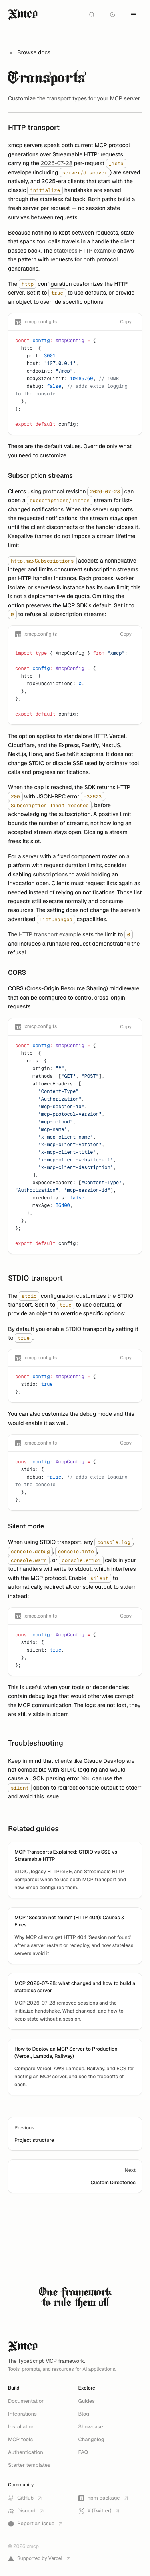 Xmcp
Browse docs
Transports
Customize the transport types for your MCP server.
HTTP transport
xmcp serves speak both current MCP protocol
generations over Streamable HTTP: requests
carrying the 2026-07-28 per-request _meta
envelope (including server/discover) are served
natively, and 2025-era clients that start with the
classic initialize handshake are served
through the stateless fallback. Both paths build a
fresh server per request — no session state
survives between requests.
Because nothing is kept between requests, a tool
that wants more input returns and asks the client
to come back. The stateless HTTP example shows
the pattern with requests for both protocol
generations.
The http configuration customizes the HTTP
server. Set it to true to use defaults, or provide
an object to override specific options:
xmcp.config.ts
Copy
const config: XmcpConfig = {
http: {
port: 3001,
host: "127.0.0.1",
endpoint: "/mcp",
bodySizeLimit: 10485760, // 10MB
debug: false, // adds extra logging
to the console
},
};
export default config;
These are the default values. Override only what
you need to customize.
Subscription streams
Clients using protocol revision 2026-07-28 can
open a subscriptions/listen stream for list-
changed notifications. When the server supports
the requested notifications, the stream stays open
until the client disconnects or the handler closes it.
Keepalive frames do not count toward an idle
limit.
http.maxSubscriptions accepts a nonnegative
integer and limits concurrent subscription streams
per HTTP handler instance. Each process, worker
isolate, or server instance has its own limit; this
is not a deployment-wide quota. Omitting the
option preserves the MCP SDK's default. Set it to
0 to refuse all subscription streams:
xmcp.config.ts
Copy
import type { XmcpConfig } from "xmcp";
const config: XmcpConfig = {
http: {
maxSubscriptions: 0,
},
};
export default config;
The option applies to standalone HTTP, Vercel,
Cloudflare, and the Express, Fastify, NestJS,
Next.js, Hono, and SvelteKit adapters. It does not
change STDIO or disable SSE used during a tool
call and its progress notifications.
When the cap is reached, the SDK returns HTTP
200 with JSON-RPC error -32603,
Subscription limit reached, before
acknowledging the subscription. A positive limit
bounds the number of streams, not how long an
accepted stream stays open. Closing a stream
frees its slot.
For a server with a fixed component roster on a
platform with request duration limits, consider
disabling subscriptions to avoid holding an idle
invocation open. Clients must request lists again as
needed instead of relying on list notifications. Those list
requests and calls normally announce viewer
resources. The setting does not change the server's
advertised listChanged capabilities.
The HTTP transport example sets the limit to 0
and includes a runnable request demonstrating the
refusal.
CORS
CORS (Cross-Origin Resource Sharing) middleware
that can be configured to control cross-origin
requests.
xmcp.config.ts
Copy
const config: XmcpConfig = {
http: {
cors: {
origin: "*",
methods: ["GET", "POST"],
allowedHeaders: [
"Content-Type",
"Authorization",
"mcp-session-id",
"mcp-protocol-version",
"mcp-method",
"mcp-name",
"x-mcp-client-name",
"x-mcp-client-version",
"x-mcp-client-title",
"x-mcp-client-website-url",
"x-mcp-client-description",
],
exposedHeaders: ["Content-Type",
"Authorization", "mcp-session-id"],
credentials: false,
maxAge: 86400,
},
},
};
export default config;
STDIO transport
The stdio configuration customizes the STDIO
transport. Set it to true to use defaults, or
provide an object to override specific options:
By default you enable STDIO transport by setting it
to true.
xmcp.config.ts
Copy
const config: XmcpConfig = {
stdio: true,
};
You can also customize the debug mode and this
would enable it as well.
xmcp.config.ts
Copy
const config: XmcpConfig = {
stdio: {
debug: false, // adds extra logging
to the console
},
};
Silent mode
When using STDIO transport, any console.log,
console.debug, console.info,
console.warn, or console.error calls in your
tool handlers will write to stdout, which interferes
with the MCP protocol. Enable silent to
automatically redirect all console output to stderr
instead:
xmcp.config.ts
Copy
const config: XmcpConfig = {
stdio: {
silent: true,
},
};
This is useful when your tools or your dependencies
contain debug logs that would otherwise corrupt
the MCP communication. The logs are not lost, they
are still visible in stderr.
Troubleshooting
Keep in mind that clients like Claude Desktop are
not compatible with STDIO logging and would
cause a JSON parsing error. You can use the
silent option to redirect console output to stderr
and avoid this issue.
Related guides
MCP Transports Explained: STDIO vs SSE vs
Streamable HTTP
STDIO, legacy HTTP+SSE, and Streamable HTTP
compared: when to use each MCP transport and
how xmcp configures them.
MCP "Session not found" (HTTP 404): Causes &
Fixes
Why MCP clients get HTTP 404 'Session not found'
after a server restart or redeploy, and how stateless
servers avoid it.
MCP 2026-07-28: what changed and how to build a
stateless server
MCP 2026-07-28 removed sessions and the
initialize handshake. What changed, and how to
keep state without a session.
How to Deploy an MCP Server to Production
(Vercel, Lambda, Railway)
Compare Vercel, AWS Lambda, Railway, and ECS for
hosting an MCP server, and see the tradeoffs of
each.
Previous
Project structure
Next
Custom Directories
One framework
to rule them all
Xmcp
The TypeScript MCP framework.
Tools, prompts, and resources for AI applications.
Build
Explore
Documentation
Guides
Integrations
Blog
Installation
Showcase
MCP tools
Changelog
Authentication
FAQ
Starter templates
Community
GitHub
npm package
Discord
X (Twitter)
Report an issue
© 2026 xmcp
Supported by Vercel